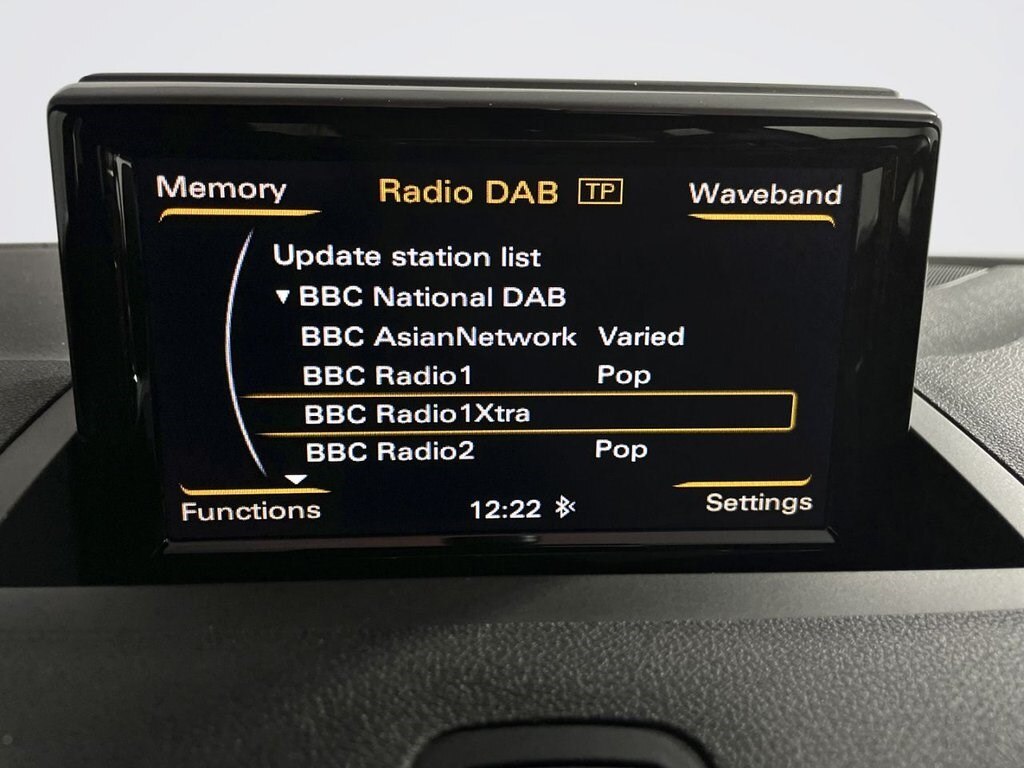 Memory Radio DAB TP Waveband
Update station list
▼ BBC National DAB
BBC AsianNetwork Varied
BBC Radio1 Pop
BBC Radio1Xtra
BBC Radio2 Pop
Functions 12:22 Settings